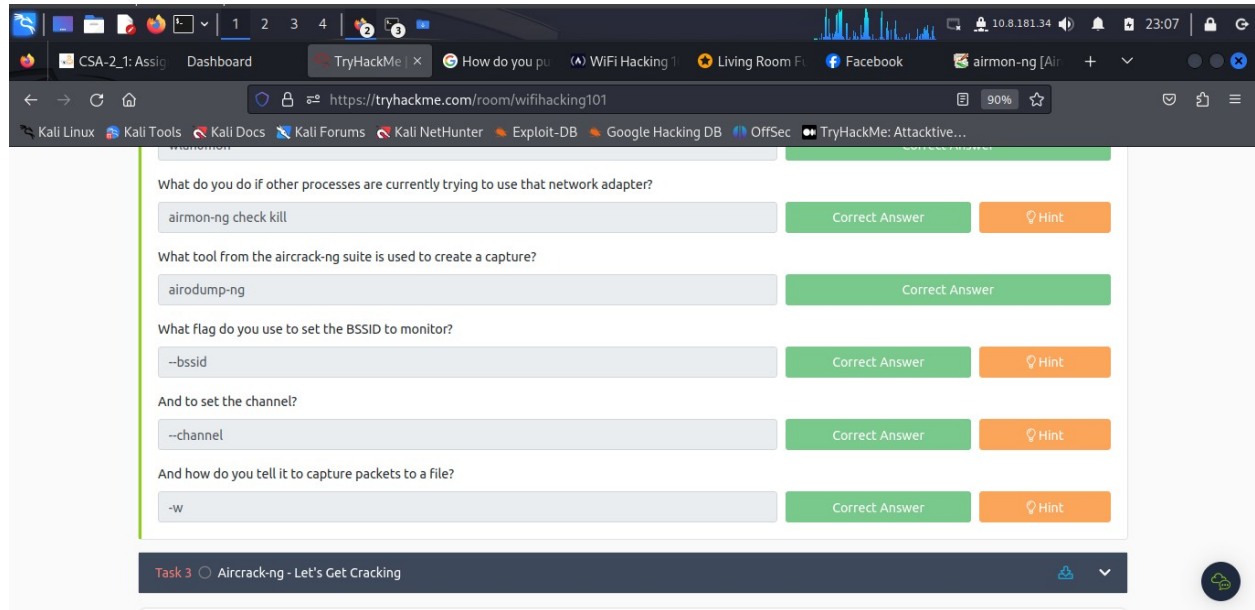 1 2 3 4 2 3 10.8.181.34 23:07
CSA-2_1: Assig Dashboard TryHackMe | How do you pu WiFi Hacking 1 Living Room Fu Facebook airmon-ng [Air
https://tryhackme.com/room/wifihacking101 90%
Kali Linux Kali Tools Kali Docs Kali Forums Kali NetHunter Exploit-DB Google Hacking DB OffSec TryHackMe: Attacktive…
What do you do if other processes are currently trying to use that network adapter?
airmon-ng check kill Correct Answer Hint
What tool from the aircrack-ng suite is used to create a capture?
airodump-ng Correct Answer
What flag do you use to set the BSSID to monitor?
--bssid Correct Answer Hint
And to set the channel?
--channel Correct Answer Hint
And how do you tell it to capture packets to a file?
-w Correct Answer Hint
Task 3 Aircrack-ng - Let's Get Cracking